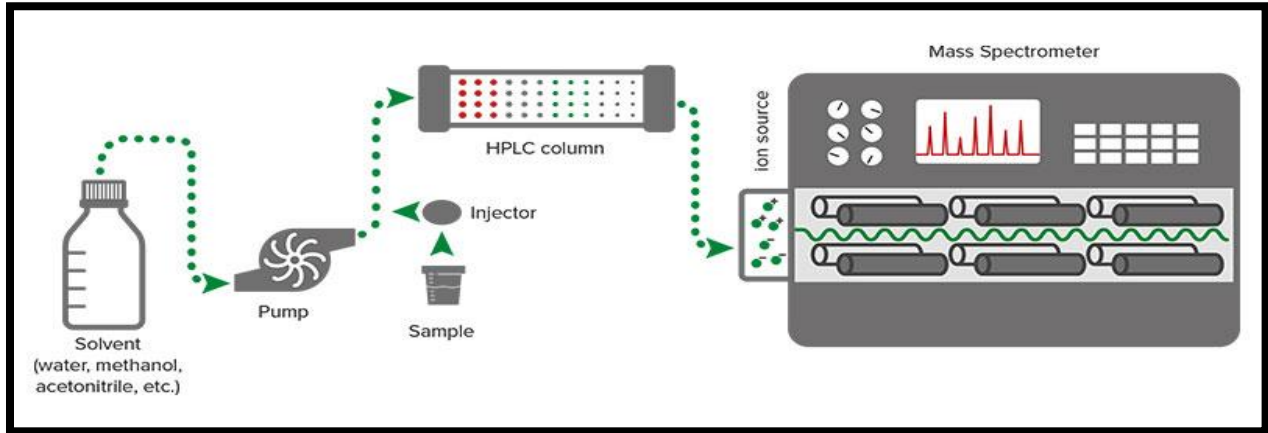 Mass Spectrometer
ion source
HPLC column
Injector
Pump
Sample
Solvent
(water, methanol,
acetonitrile, etc.)